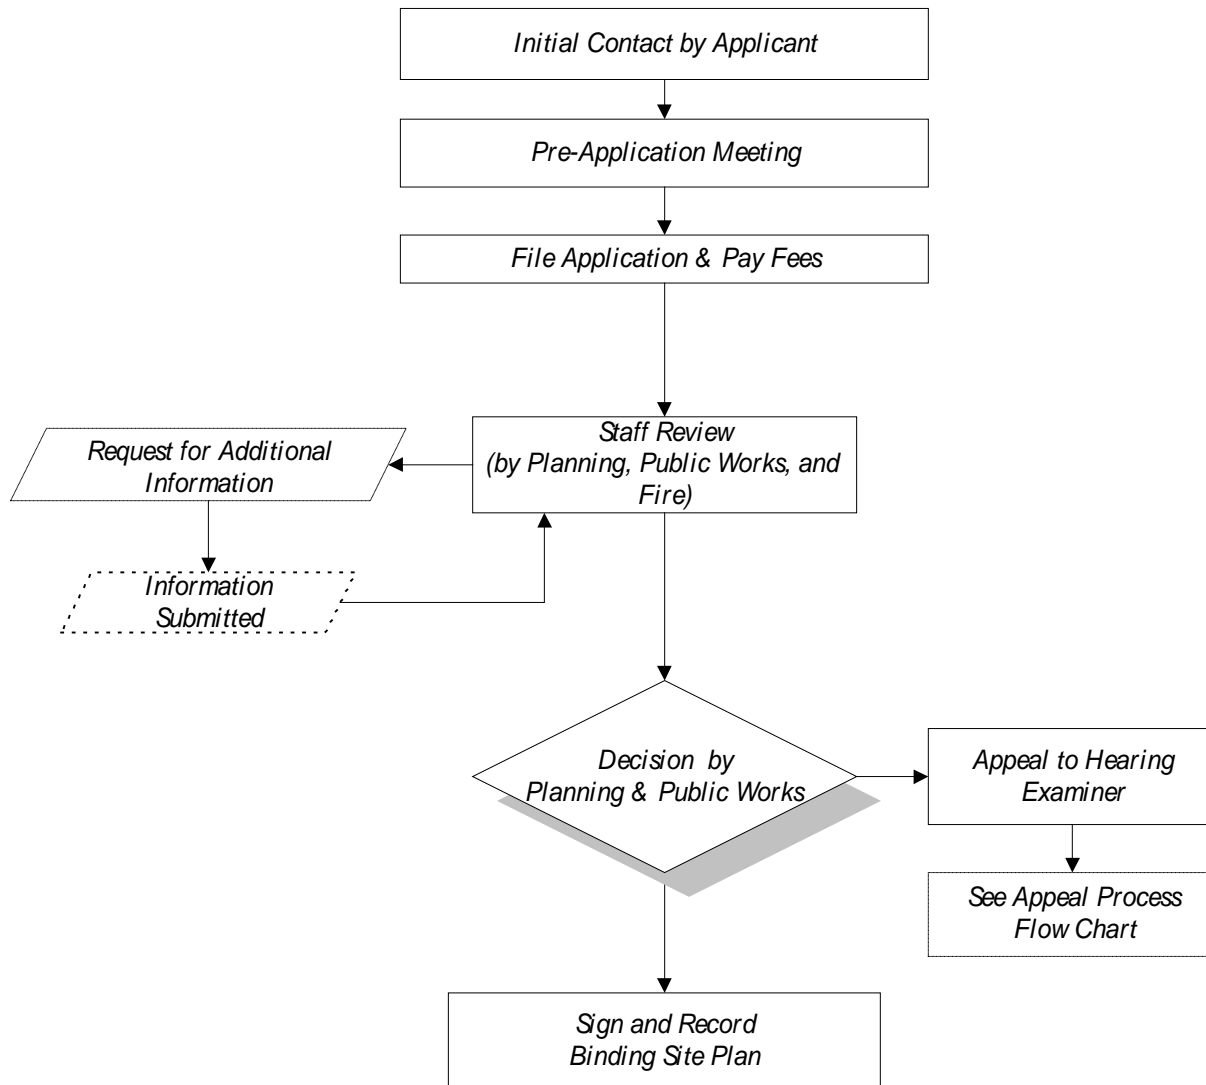 Initial Contact by Applicant
Pre-Application Meeting
File Application & Pay Fees
Staff Review
(by Planning, Public Works, and
Fire)
Request for Additional
Information
Information
Submitted
Decision by
Planning & Public Works
Appeal to Hearing
Examiner
See Appeal Process
Flow Chart
Sign and Record
Binding Site Plan